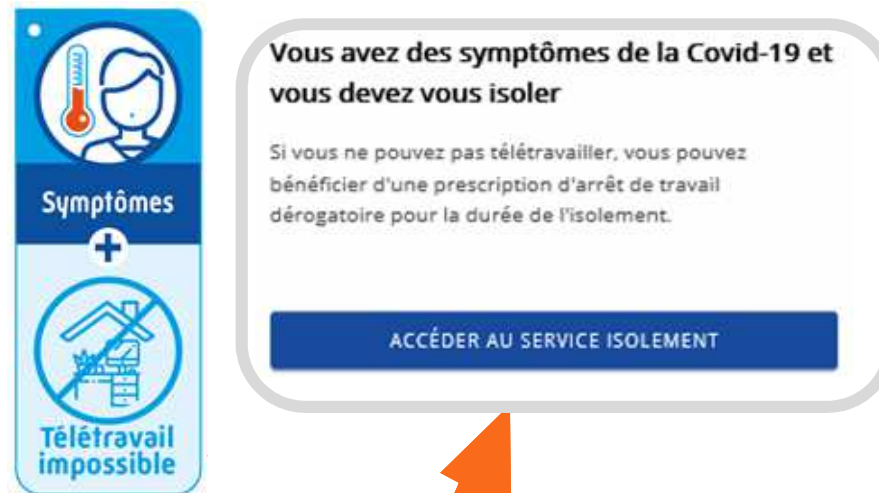 Symptômes
+
Télétravail
impossible
Vous avez des symptômes de la Covid-19 et
vous devez vous isoler
Si vous ne pouvez pas télétravailler, vous pouvez
bénéficier d'une prescription d'arrêt de travail
dérogatoire pour la durée de l'isolement.
ACCÉDER AU SERVICE ISOLEMENT